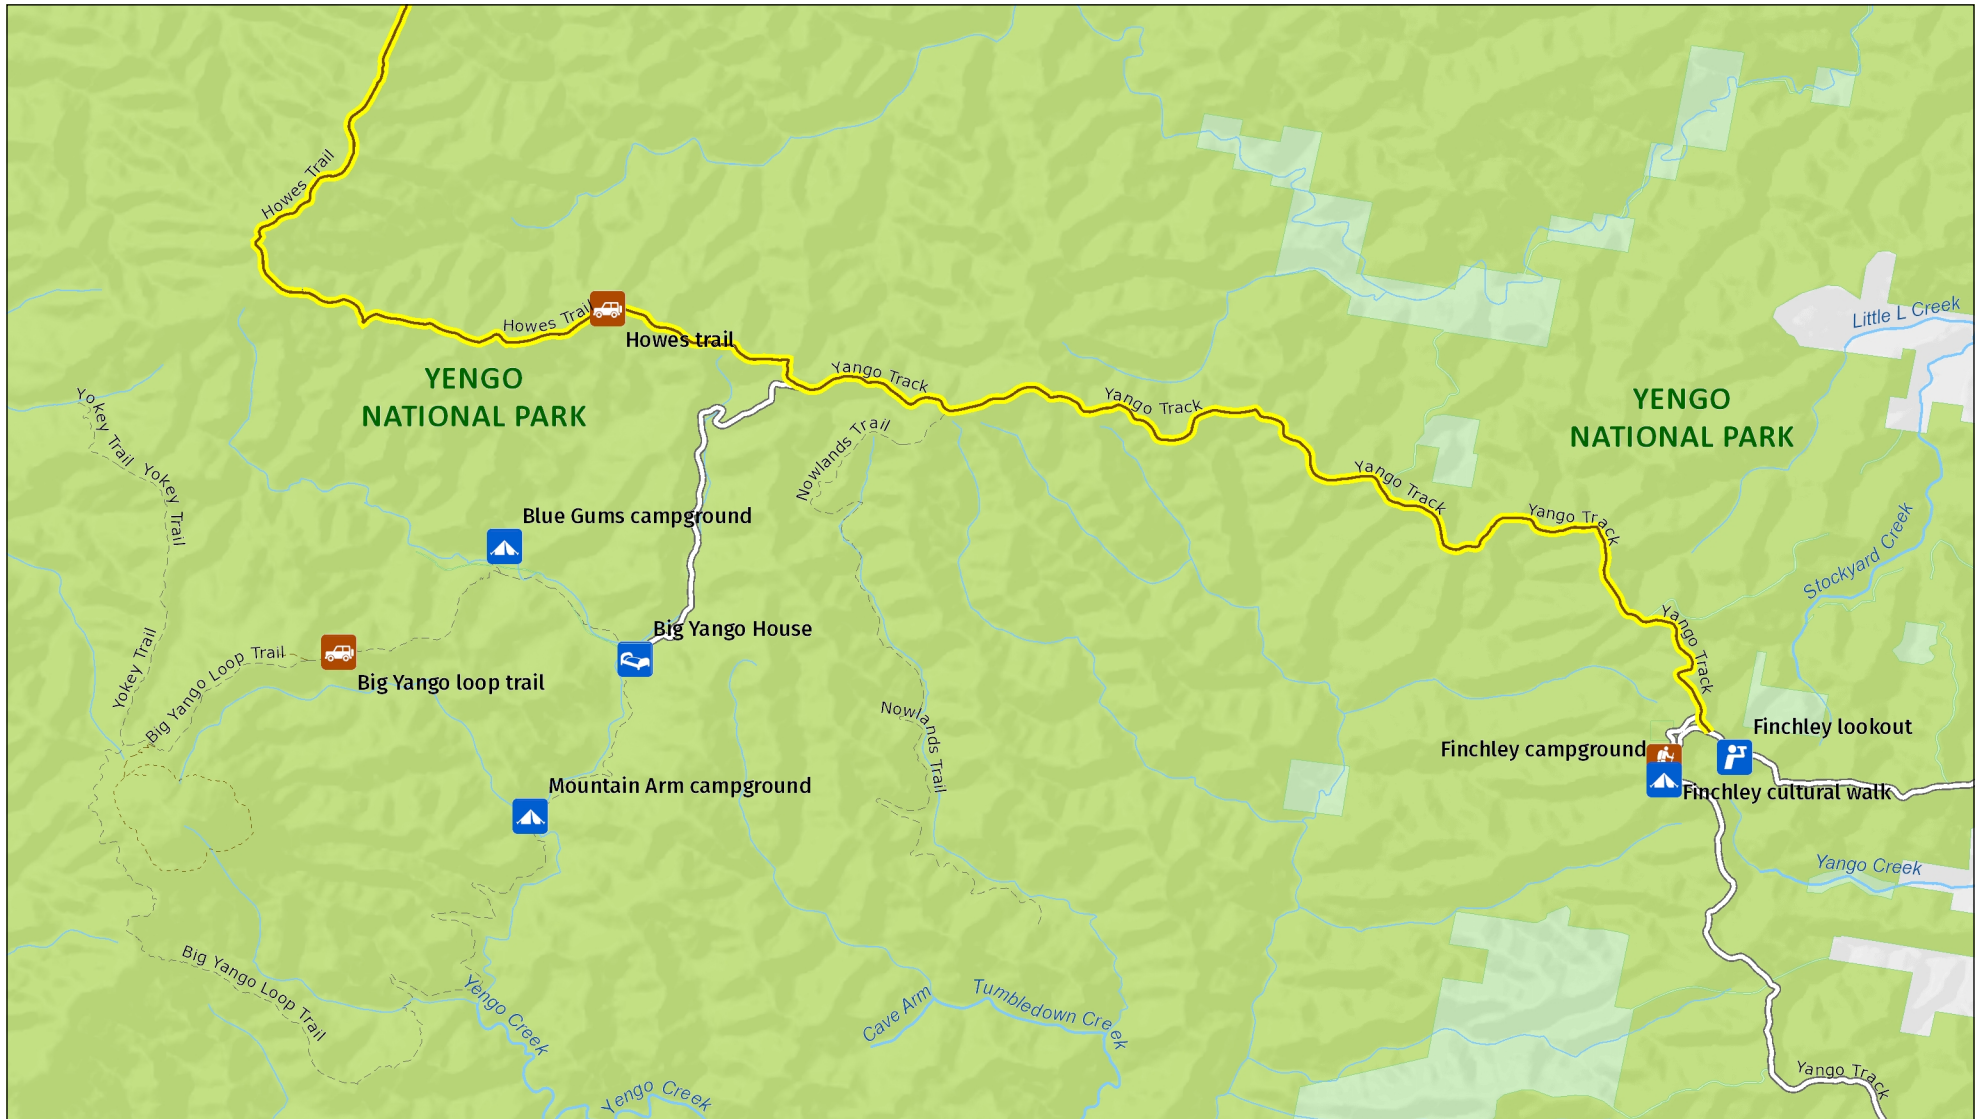 Howes Trail
Little L Creek
Howes Trail
Howes trail
YENGO
NATIONAL PARK
Yango Track
Yango Track
YENGO
NATIONAL PARK
Yokey Trail
Yokey Trail
Nowlands Trail
Yango Track
Yango Track
Blue Gums campground
Stockyard Creek
Big Yango House
Yokey Trail
Big Yango Loop Trail
Big Yango loop trail
Yango Track
Nowlands Trail
Finchley lookout
Finchley campground
Finchley cultural walk
Mountain Arm campground
Yango Creek
Big Yango Loop Trail
Yengo Creek
Cave Arm
Tumbledown Creek
Yengo Creek
Yango Track